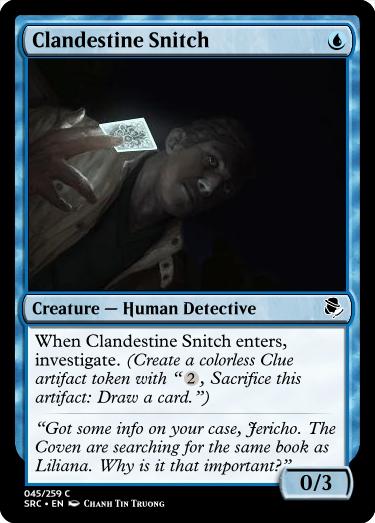 Clandestine Snitch
Creature — Human Detective
When Clandestine Snitch enters,
investigate. (Create a colorless Clue
artifact token with “2, Sacrifice this
artifact: Draw a card.”)
“Got some info on your case, Jericho. The
Coven are searching for the same book as
Liliana. Why is it that important?”
0/3
045/259 C
SRC • EN Chanh Tin Truong